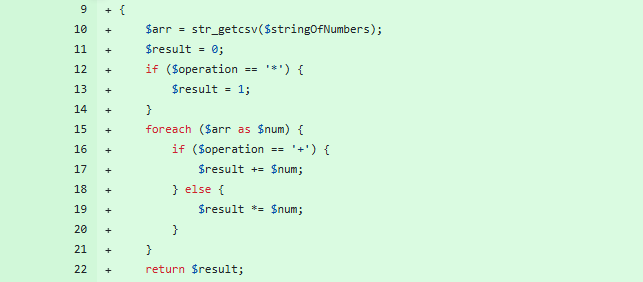 9 + {
10 + $arr = str_getcsv($stringOfNumbers);
11 + $result = 0;
12 + if ($operation == '*') {
13 + $result = 1;
14 + }
15 + foreach ($arr as $num) {
16 + if ($operation == '+') {
17 + $result += $num;
18 + } else {
19 + $result *= $num;
20 + }
21 + }
22 + return $result;